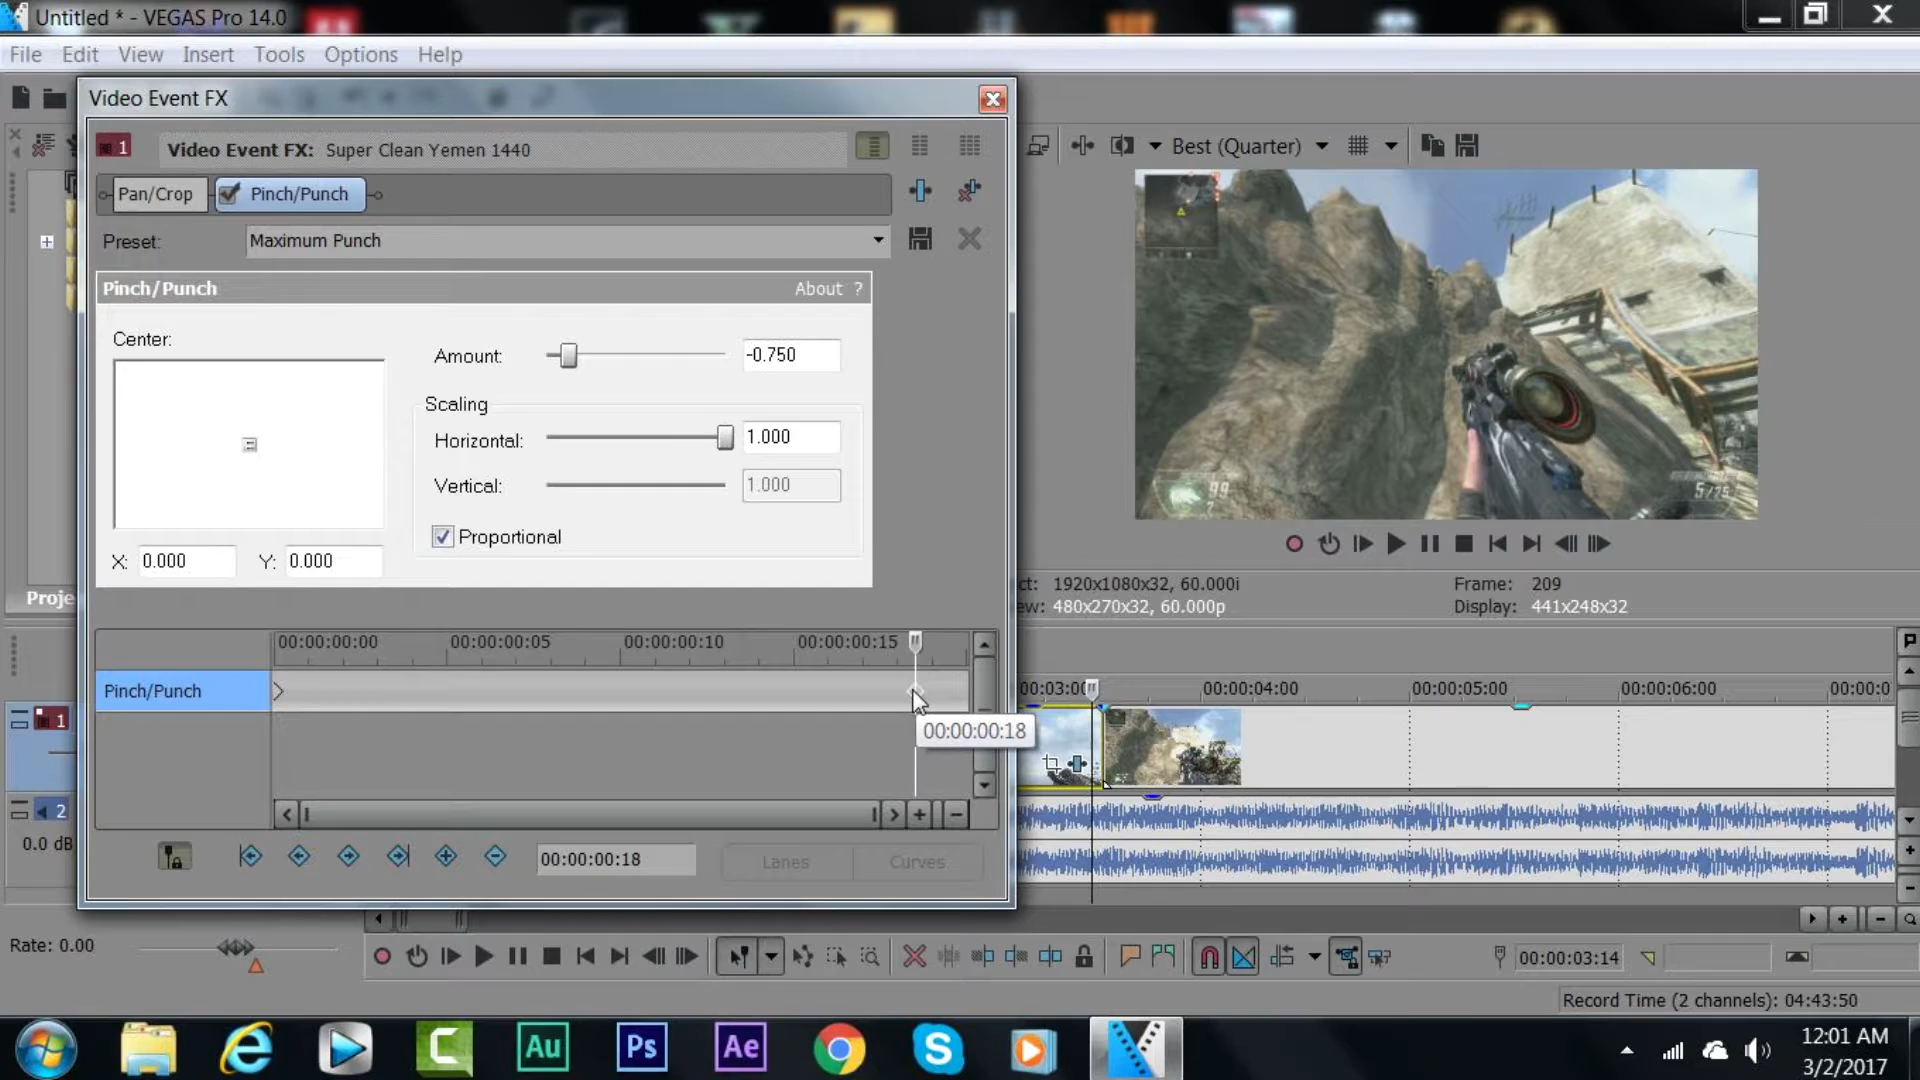 Untitled * - VEGAS Pro 14.0
File Edit View Insert Tools Options Help
Video Event FX
1 Video Event FX: Super Clean Yemen 1440
Best (Quarter)
Pan/Crop Pinch/Punch
Preset: Maximum Punch
Pinch/Punch About ?
Center:
Amount: -0.750
Scaling
Horizontal: 1.000
Vertical: 1.000
Proportional
X: 0.000 Y: 0.000
99
5/25
ct: 1920x1080x32, 60.000i Frame: 209
ew: 480x270x32, 60.000p Display: 441x248x32
Proje
00:00:00:00 00:00:00:05 00:00:00:10 00:00:00:15
Pinch/Punch
00:00:00:18
00:03:00 00:00:04:00 00:00:05:00 00:00:06:00 00:00:0
1
2
0.0 dB
00:00:00:18 Lanes Curves
Rate: 0.00
00:00:03:14
Record Time (2 channels): 04:43:50
C Au Ps Ae S
12:01 AM
3/2/2017